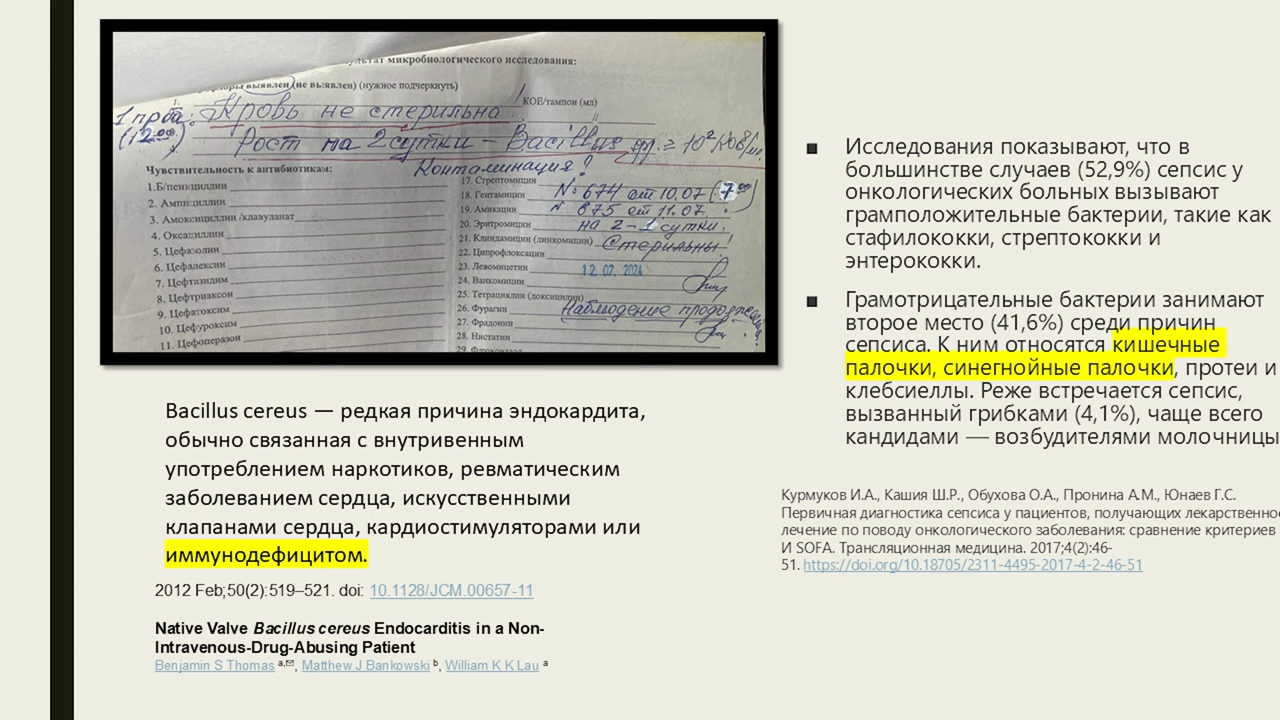 льтат микробиологического исследования:
выявлен (не выявлен) (нужное подчеркнуть)
1. Кровь не стерильна ! КОЕ/тампон (мл)
1 проба:
(12⁰⁰)
Рост на 2 сутки – Bacillus гр. ≥ 10² КОЕ/мл.
Контаминация?
Чувствительность к антибиотикам:
1.Б/пенициллин
2. Ампициллин
3. Амоксициллин /клавуланат
4. Оксациллин
5. Цефазолин
6. Цефалексин
7. Цефтазидим
8. Цефтриаксон
9. Цефотоксим
10. Цефуроксим
11. Цефоперазон
17. Стрептомицин
18. Гентамицин № 674 от 10.07 (7⁰⁰)
19. Амикацин № 875 от 11.07.
20. Эритромицин на 2-е сутки.
21. Клиндамицин (линкомицин) Стерильны!
22. Ципрофлоксацин
23. Левомицетин 12. 07. 2024
24. Ванкомицин
25. Тетрациклин (доксициклин)
26. Фурагин Наблюдение продолжение
27. Фрадонин
28. Нистатин
29. Флюконазол
Bacillus cereus — редкая причина эндокардита,
обычно связанная с внутривенным
употреблением наркотиков, ревматическим
заболеванием сердца, искусственными
клапанами сердца, кардиостимуляторами или
иммунодефицитом.
2012 Feb;50(2):519–521. doi: 10.1128/JCM.00657-11
Native Valve Bacillus cereus Endocarditis in a Non-
Intravenous-Drug-Abusing Patient
Benjamin S Thomas a,✉, Matthew J Bankowski b, William K K Lau a
■ Исследования показывают, что в
большинстве случаев (52,9%) сепсис у
онкологических больных вызывают
грамположительные бактерии, такие как
стафилококки, стрептококки и
энтерококки.
■ Грамотрицательные бактерии занимают
второе место (41,6%) среди причин
сепсиса. К ним относятся кишечные
палочки, синегнойные палочки, протеи и
клебсиеллы. Реже встречается сепсис,
вызванный грибками (4,1%), чаще всего
кандидами — возбудителями молочницы
Курмуков И.А., Кашия Ш.Р., Обухова О.А., Пронина А.М., Юнаев Г.С.
Первичная диагностика сепсиса у пациентов, получающих лекарственно
лечение по поводу онкологического заболевания: сравнение критериев
И SOFA. Трансляционная медицина. 2017;4(2):46-
51. https://doi.org/10.18705/2311-4495-2017-4-2-46-51